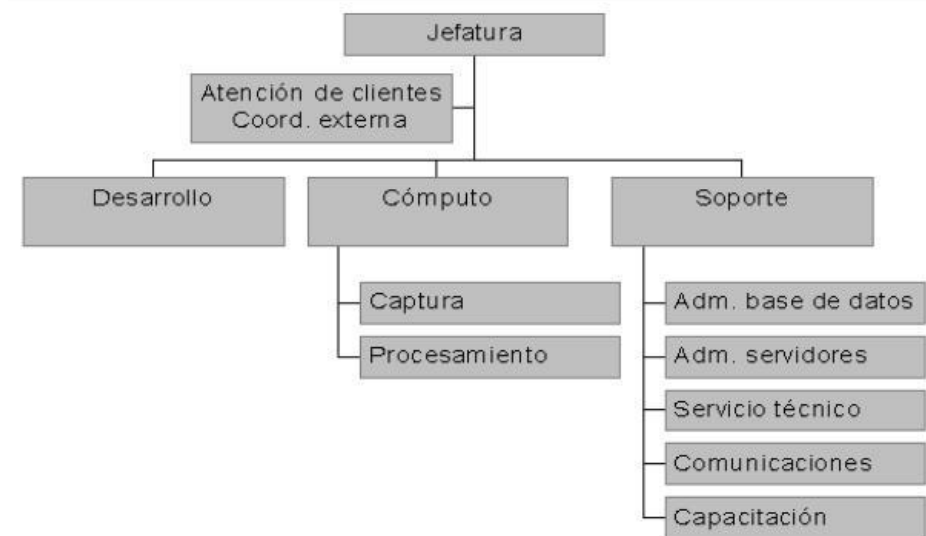 Jefatura
Atención de clientes
Coord. externa
Desarrollo
Cómputo
Soporte
Captura
Procesamiento
Adm. base de datos
Adm. servidores
Servicio técnico
Comunicaciones
Capacitación